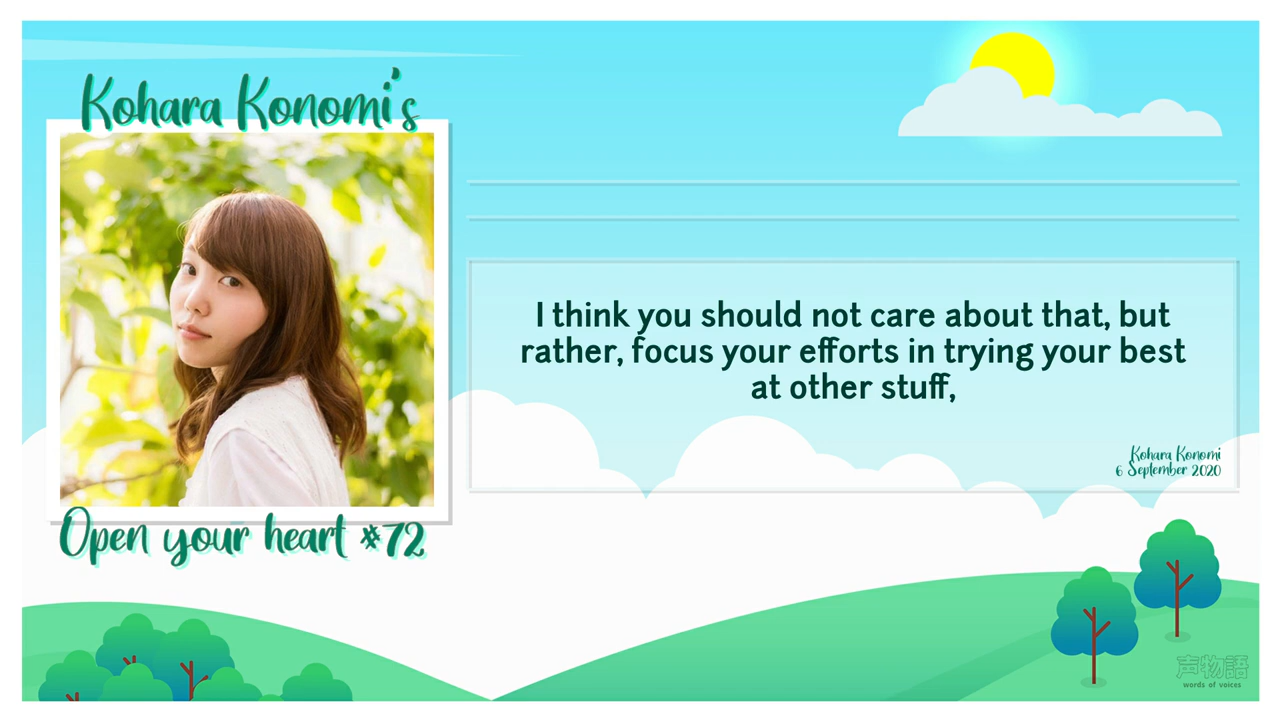 Kohara Konomi's
Open your heart #72
I think you should not care about that, but
rather, focus your efforts in trying your best
at other stuff,
Kohara Konomi
6 September 2020
声物語
words of voices